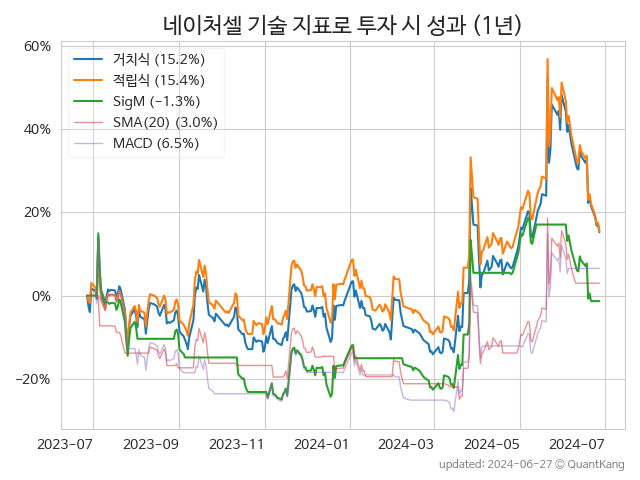 네이처셀 기술 지표로 투자 시 성과 (1년)
60%
40%
20%
0%
−20%
거치식 (15.2%)
적립식 (15.4%)
SigM (−1.3%)
SMA(20) (3.0%)
MACD (6.5%)
2023-07 2023-09 2023-11 2024-01 2024-03 2024-05 2024-07
updated: 2024-06-27 © QuantKang